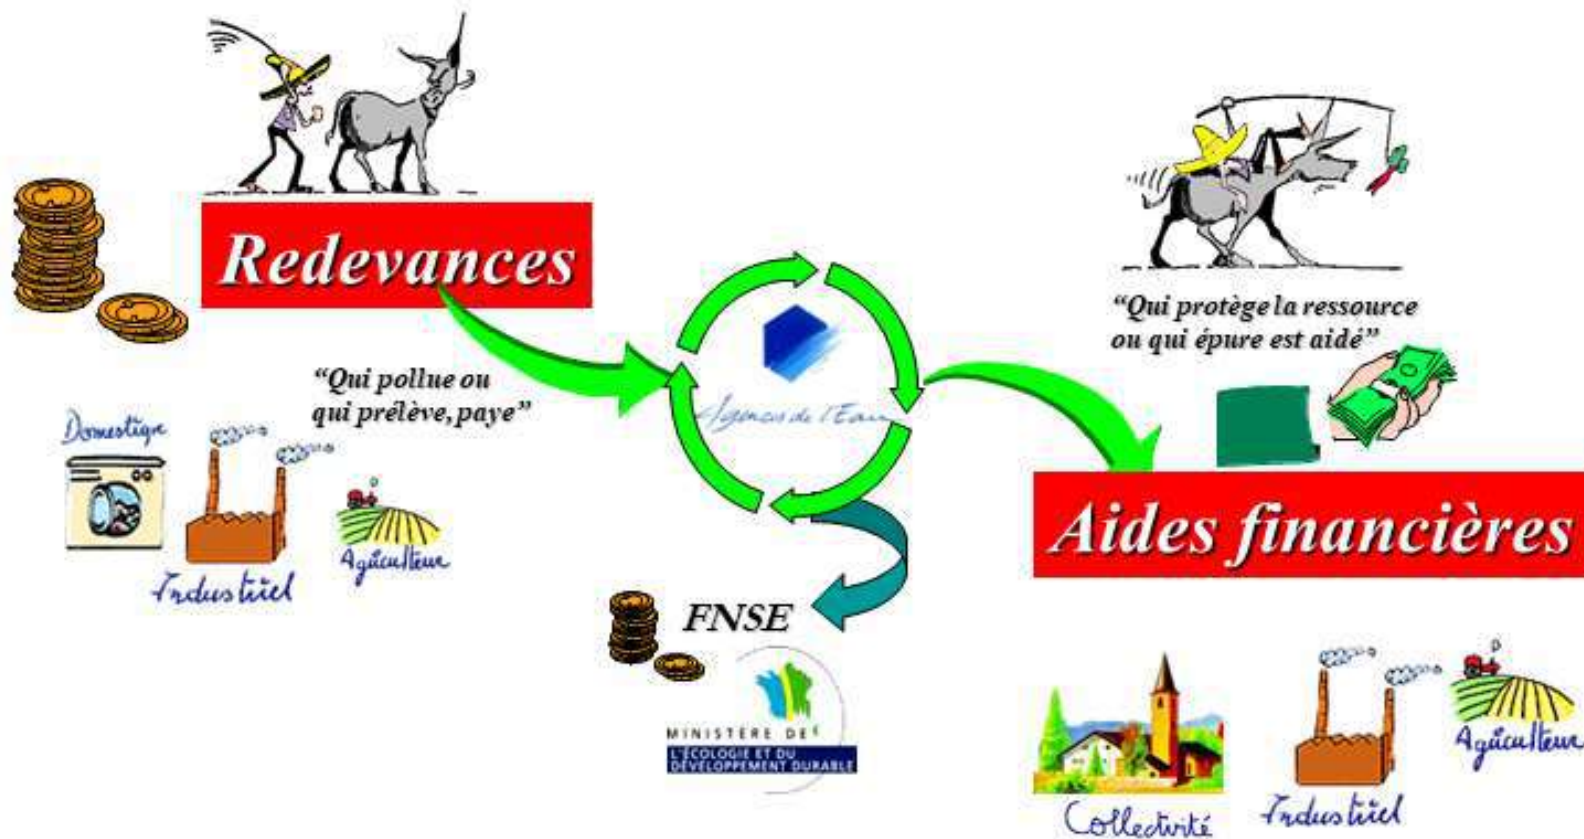 Redevances
“Qui pollue ou
qui prélève, paye”
Domestique
Industriel
Agriculteur
Agences de l'Eau
FNSE
MINISTÈRE DE
L'ÉCOLOGIE ET DU
DÉVELOPPEMENT DURABLE
“Qui protège la ressource
ou qui épure est aidé”
Aides financières
Collectivité
Industriel
Agriculteur